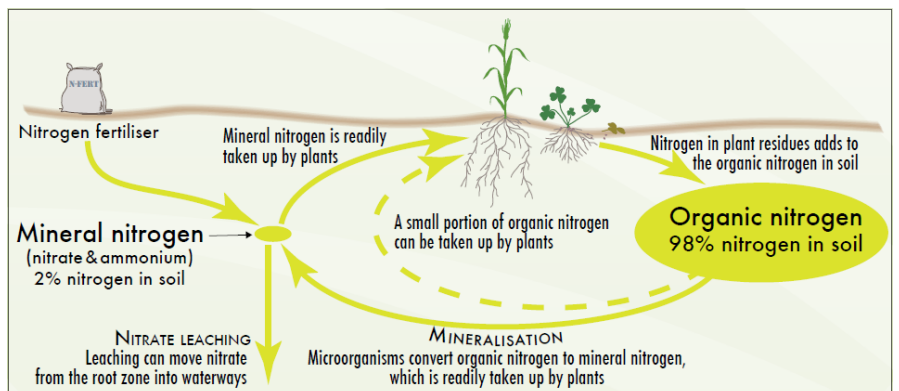 N-FERT
Nitrogen fertiliser
Mineral nitrogen is readily
taken up by plants
Nitrogen in plant residues adds to
the organic nitrogen in soil
Mineral nitrogen
(nitrate & ammonium)
2% nitrogen in soil
A small portion of organic nitrogen
can be taken up by plants
Organic nitrogen
98% nitrogen in soil
NITRATE LEACHING
Leaching can move nitrate
from the root zone into waterways
MINERALISATION
Microorganisms convert organic nitrogen to mineral nitrogen,
which is readily taken up by plants